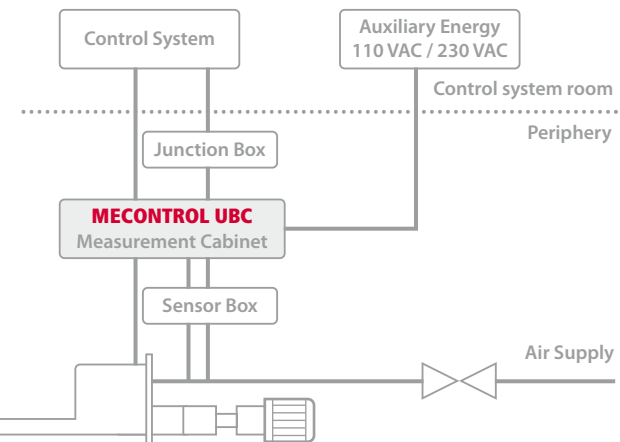 Control System
Auxiliary Energy
110 VAC / 230 VAC
Control system room
Periphery
Junction Box
MECONTROL UBC
Measurement Cabinet
Sensor Box
Air Supply